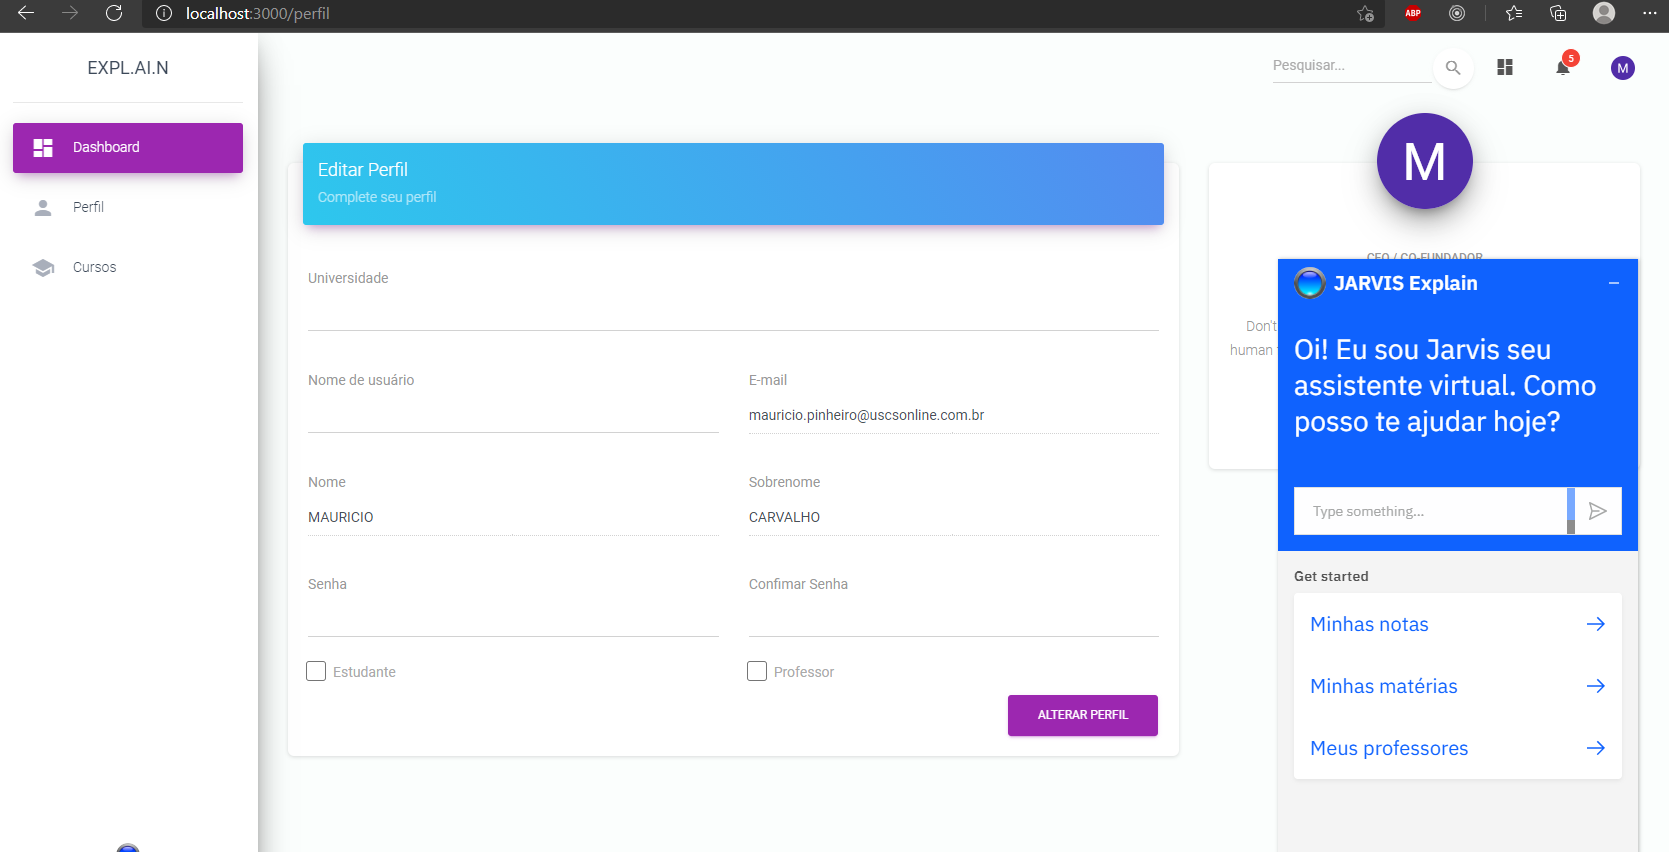 localhost:3000/perfil
ABP
EXPL.AI.N
Dashboard
Perfil
Cursos
Pesquisar...
5
M
Editar Perfil
Complete seu perfil
Universidade
Nome de usuário
E-mail
mauricio.pinheiro@uscsonline.com.br
Nome
Sobrenome
MAURICIO
CARVALHO
Senha
Confimar Senha
Estudante
Professor
ALTERAR PERFIL
M
CEO / CO-FUNDADOR
Don't
human
JARVIS Explain
Oi! Eu sou Jarvis seu
assistente virtual. Como
posso te ajudar hoje?
Type something...
Get started
Minhas notas
Minhas matérias
Meus professores